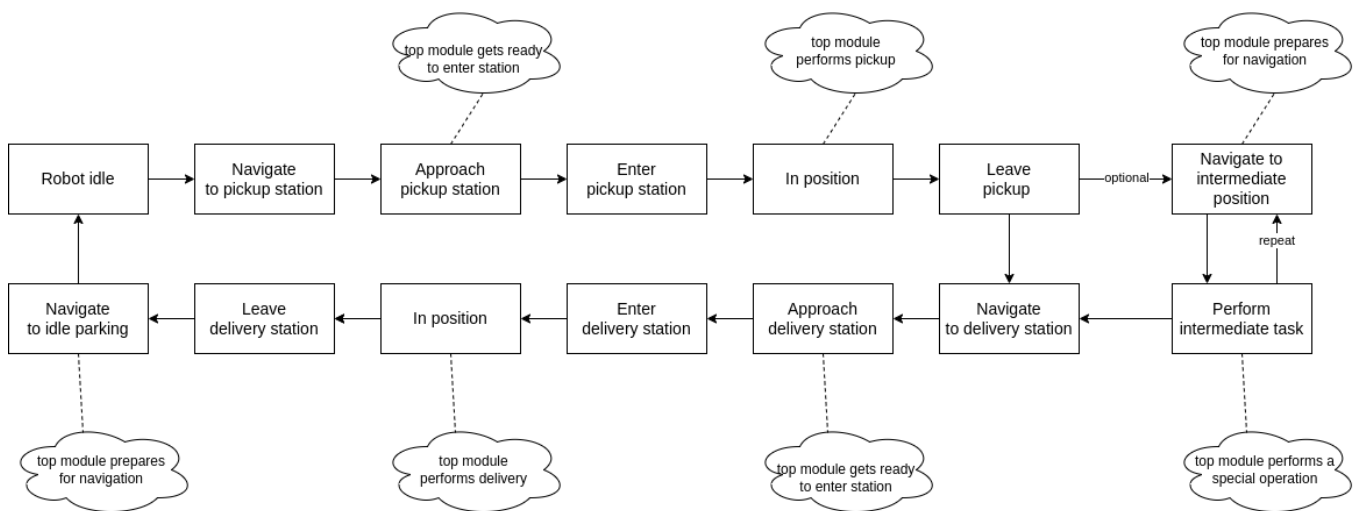 top module gets ready
to enter station
top module
performs pickup
top module prepares
for navigation
Robot idle
Navigate
to pickup station
Approach
pickup station
Enter
pickup station
In position
Leave
pickup
optional
Navigate to
intermediate
position
repeat
Navigate
to idle parking
Leave
delivery station
In position
Enter
delivery station
Approach
delivery station
Navigate
to delivery station
Perform
intermediate task
top module prepares
for navigation
top module
performs delivery
top module gets ready
to enter station
top module performs a
special operation